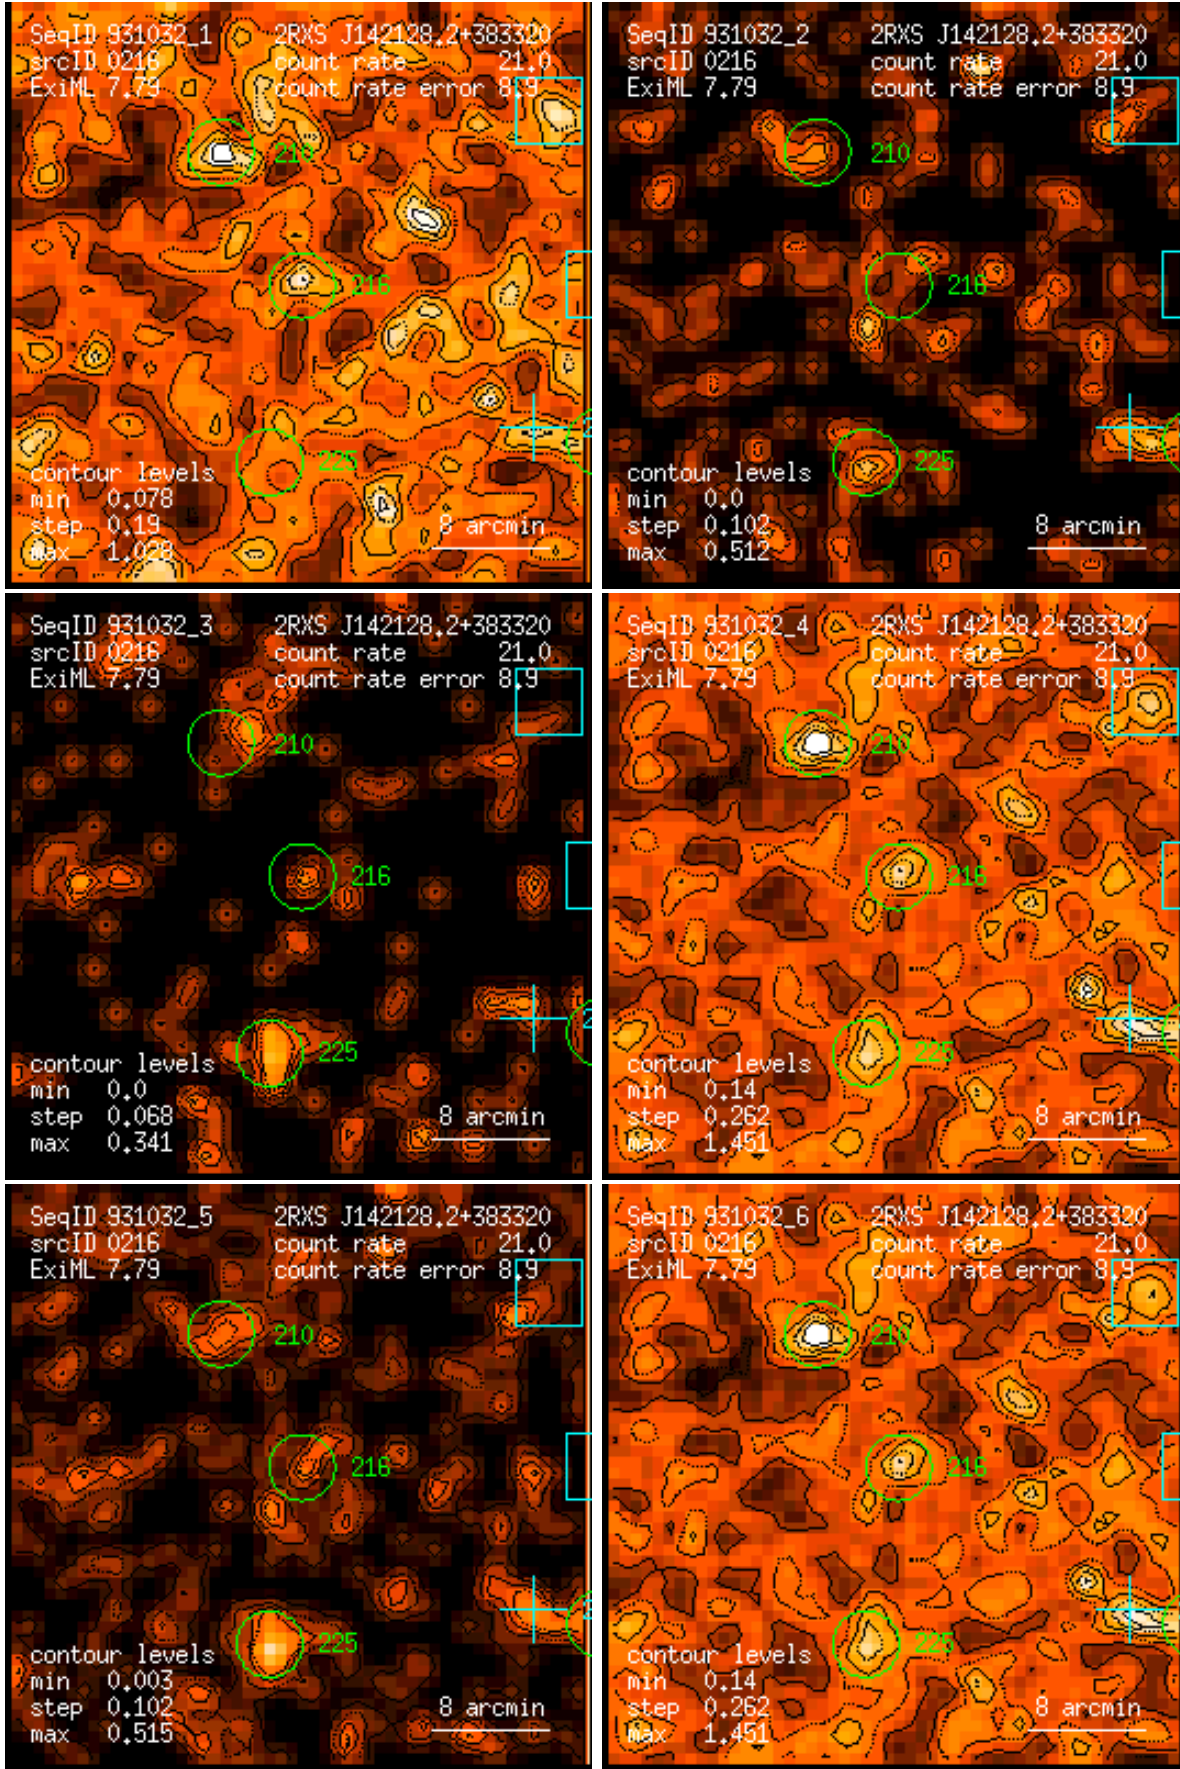 SeqID 931032_1 2RXS J142128.2+383320
srcID 0216 count rate 21.0
ExiML 7.79 count rate error 8.9
210
216
225
contour levels
min 0.078
step 0.19
max 1.028
8 arcmin
SeqID 931032_2 2RXS J142128.2+383320
srcID 0216 count rate 21.0
ExiML 7.79 count rate error 8.9
210
216
225
contour levels
min 0.0
step 0.102
max 0.512
8 arcmin
SeqID 931032_3 2RXS J142128.2+383320
srcID 0216 count rate 21.0
ExiML 7.79 count rate error 8.9
210
216
225
contour levels
min 0.0
step 0.068
max 0.341
8 arcmin
SeqID 931032_4 2RXS J142128.2+383320
srcID 0216 count rate 21.0
ExiML 7.79 count rate error 8.9
210
216
225
contour levels
min 0.14
step 0.262
max 1.451
8 arcmin
SeqID 931032_5 2RXS J142128.2+383320
srcID 0216 count rate 21.0
ExiML 7.79 count rate error 8.9
210
216
225
contour levels
min 0.003
step 0.102
max 0.515
8 arcmin
SeqID 931032_6 2RXS J142128.2+383320
srcID 0216 count rate 21.0
ExiML 7.79 count rate error 8.9
210
216
225
contour levels
min 0.14
step 0.262
max 1.451
8 arcmin